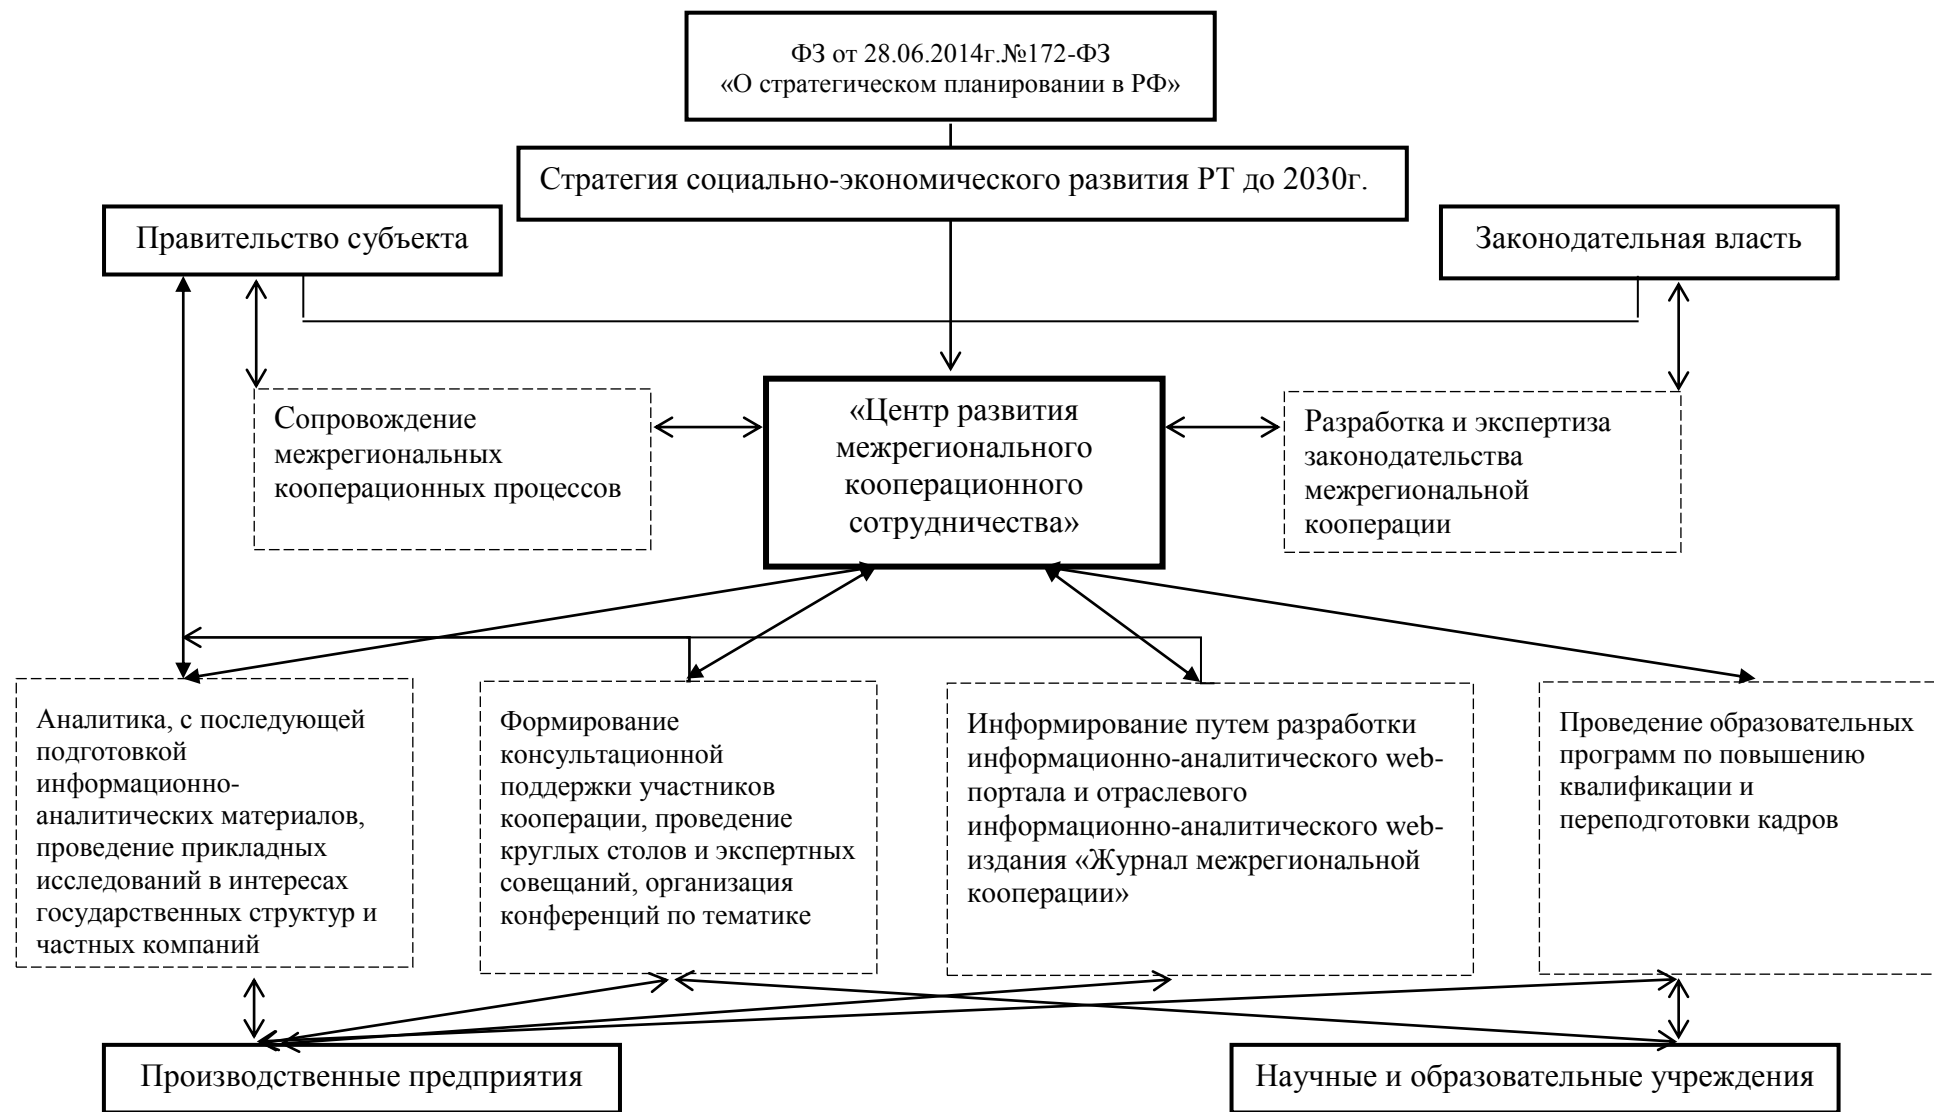 ФЗ от 28.06.2014г.№172-ФЗ
«О стратегическом планировании в РФ»
Стратегия социально-экономического развития РТ до 2030г.
Правительство субъекта
Законодательная власть
Сопровождение
межрегиональных
кооперационных процессов
«Центр развития
межрегионального
кооперационного
сотрудничества»
Разработка и экспертиза
законодательства
межрегиональной
кооперации
Аналитика, с последующей
подготовкой
информационно-
аналитических материалов,
проведение прикладных
исследований в интересах
государственных структур и
частных компаний
Формирование
консультационной
поддержки участников
кооперации, проведение
круглых столов и экспертных
совещаний, организация
конференций по тематике
Информирование путем разработки
информационно-аналитического web-
портала и отраслевого
информационно-аналитического web-
издания «Журнал межрегиональной
кооперации»
Проведение образовательных
программ по повышению
квалификации и
переподготовки кадров
Производственные предприятия
Научные и образовательные учреждения